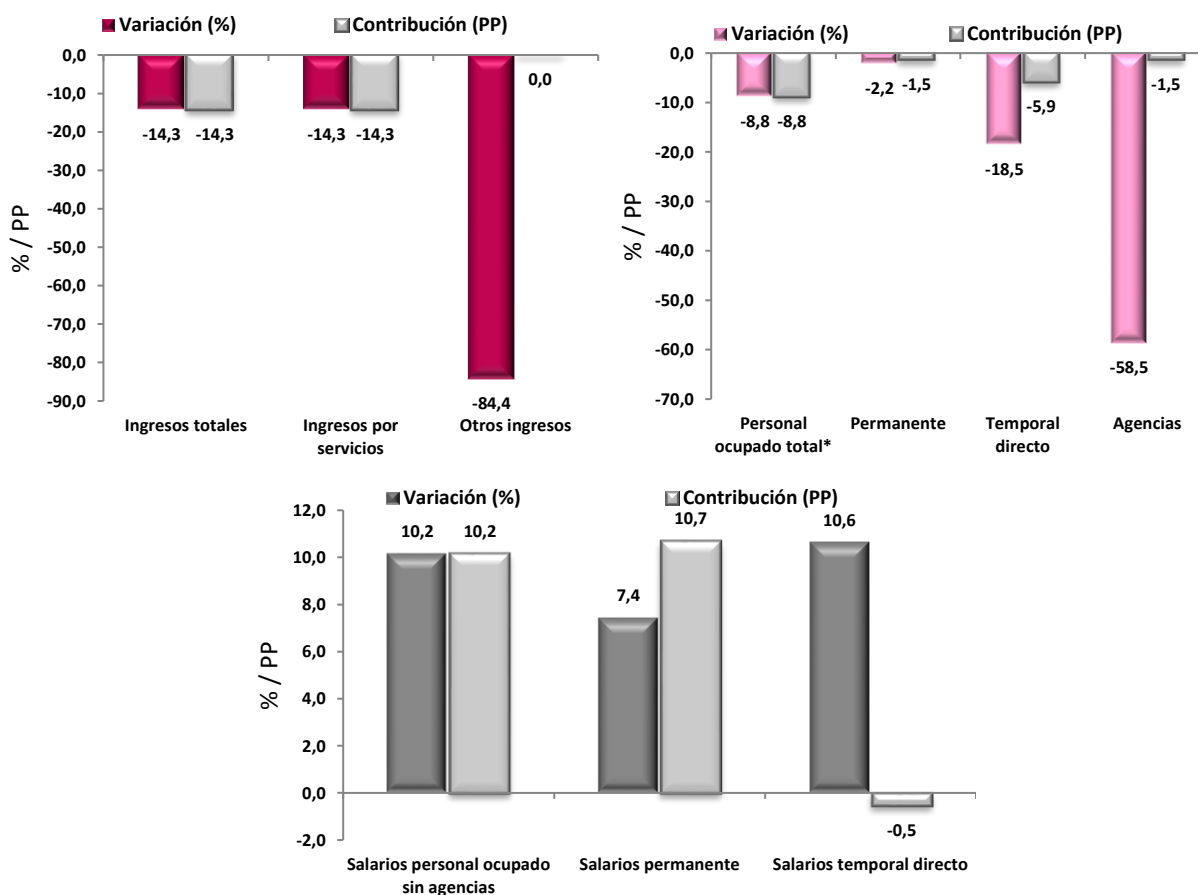 Variación (%) Contribución (PP)
0,0
-10,0
-20,0
-30,0
-40,0
-50,0
-60,0
-70,0
-80,0
-90,0
% / PP
-14,3 -14,3 -14,3 -14,3 -84,4 0,0
Ingresos totales Ingresos por Otros ingresos
servicios
Variación (%) Contribución (PP)
0,0
-10,0
-20,0
-30,0
-40,0
-50,0
-60,0
-70,0
% / PP
-8,8 -8,8 -2,2 -1,5 -18,5 -5,9 -58,5 -1,5
Personal Permanente Temporal Agencias
ocupado total* directo
Variación (%) Contribución (PP)
12,0
10,0
8,0
6,0
4,0
2,0
0,0
-2,0
% / PP
10,2 10,2 7,4 10,7 10,6 -0,5
Salarios personal ocupado Salarios permanente Salarios temporal directo
sin agencias